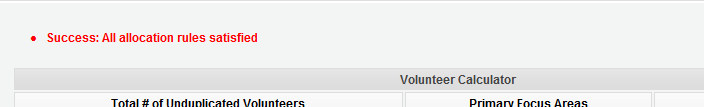 Success: All allocation rules satisfied
Volunteer Calculator
Total # of Unduplicated Volunteers
Primary Focus Areas